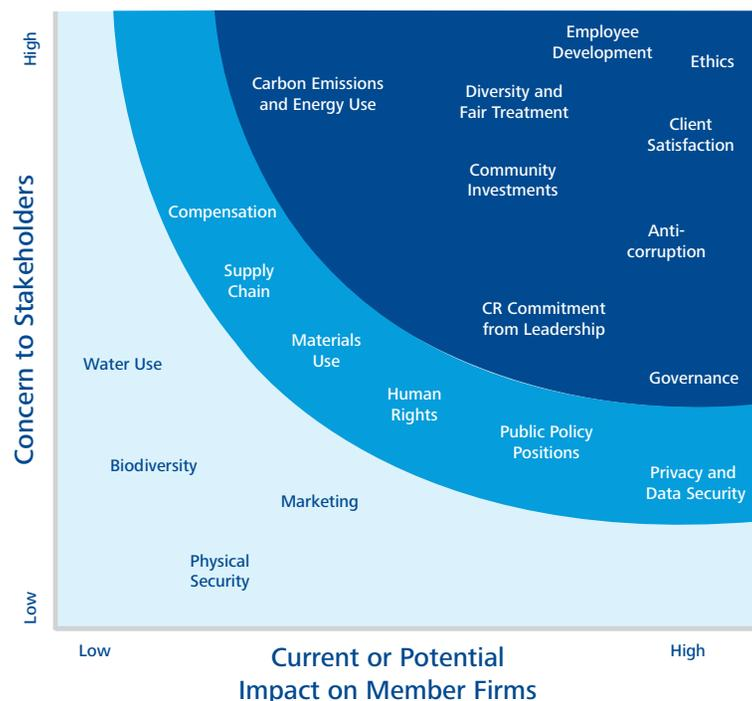 High
Concern to Stakeholders
Low
Employee
Development
Ethics
Carbon Emissions
and Energy Use
Diversity and
Fair Treatment
Client
Satisfaction
Community
Investments
Compensation
Anti-
corruption
Supply
Chain
CR Commitment
from Leadership
Materials
Use
Water Use
Governance
Human
Rights
Public Policy
Positions
Biodiversity
Privacy and
Data Security
Marketing
Physical
Security
Low
Current or Potential
Impact on Member Firms
High